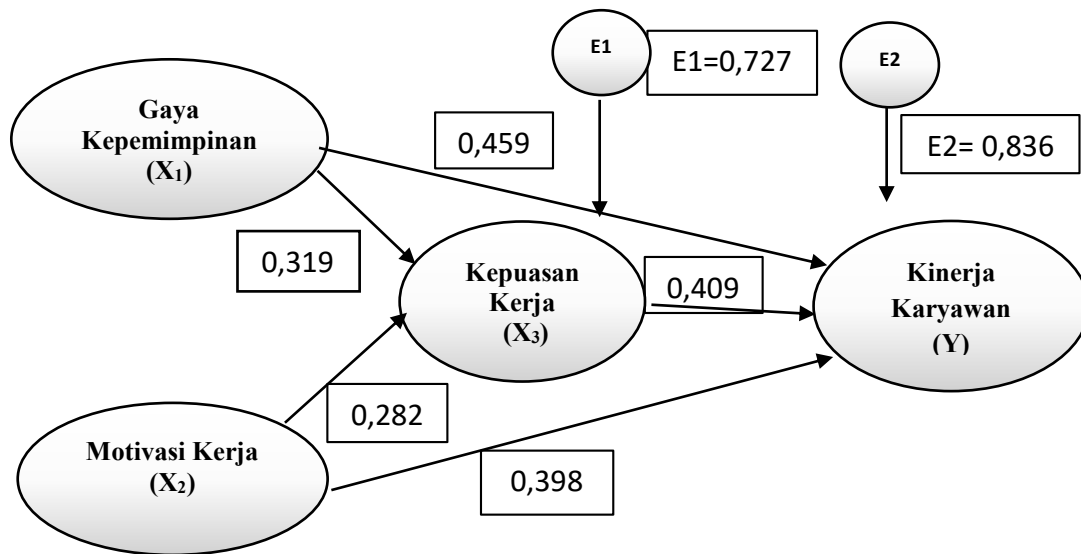 E1
E1=0,727
E2
E2= 0,836
Gaya
Kepemimpinan
(X₁)
0,459
0,319
Kepuasan
Kerja
(X₃)
0,409
Kinerja
Karyawan
(Y)
0,282
Motivasi Kerja
(X₂)
0,398